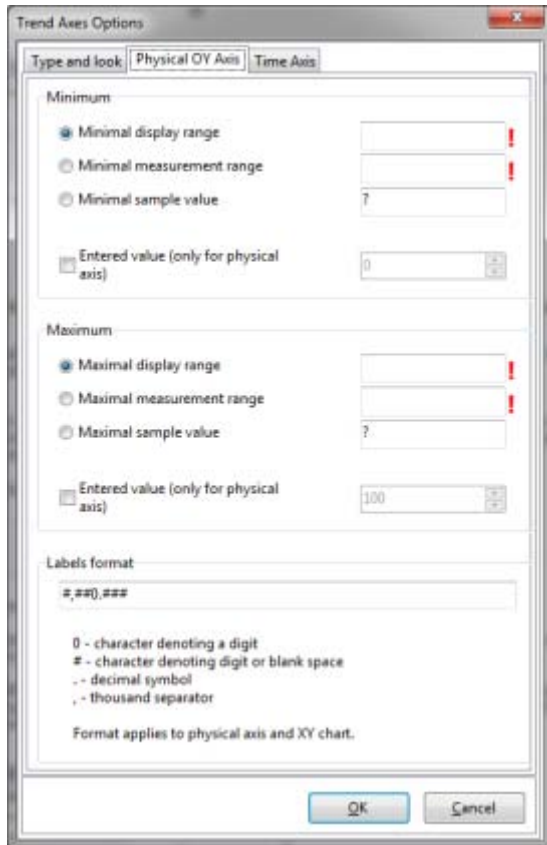 Trend Axes Options
Type and look Physical OY Axis Time Axis
Minimum
Minimal display range !
Minimal measurement range !
Minimal sample value ?
Entered value (only for physical
axis) 0
Maximum
Maximal display range !
Maximal measurement range !
Maximal sample value ?
Entered value (only for physical
axis) 100
Labels format
#,##0.###
0 - character denoting a digit
# - character denoting digit or blank space
. - decimal symbol
, - thousand separator
Format applies to physical axis and XY chart.
OK Cancel